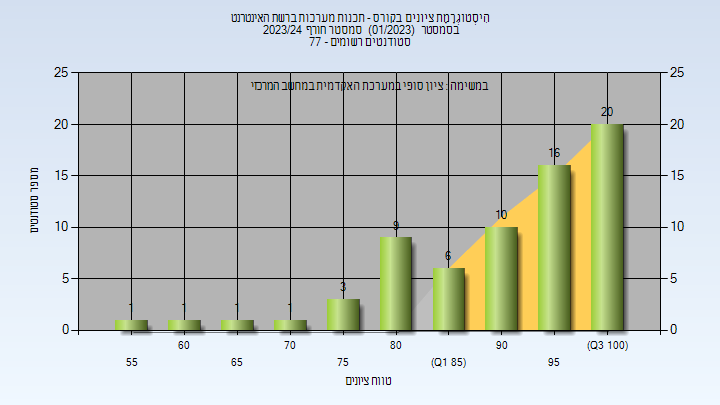 הִיסְטוֹגְרַמַת ציונים בקורס - תכנות מערכות ברשת האינטרנט
בסמסטר (01/2023) סמסטר חורף 2023/24
סטודנטים רשומים - 77
במשימה : ציון סופי במערכת האקדמית במחשב המרכזי
25 25
20 20
15 15
10 10
5 5
0 0
מספר סטודנטים
1 1 1 1 3 9 6 10 16 20
55 60 65 70 75 80 (Q1 85) 90 95 (Q3 100)
טווח ציונים